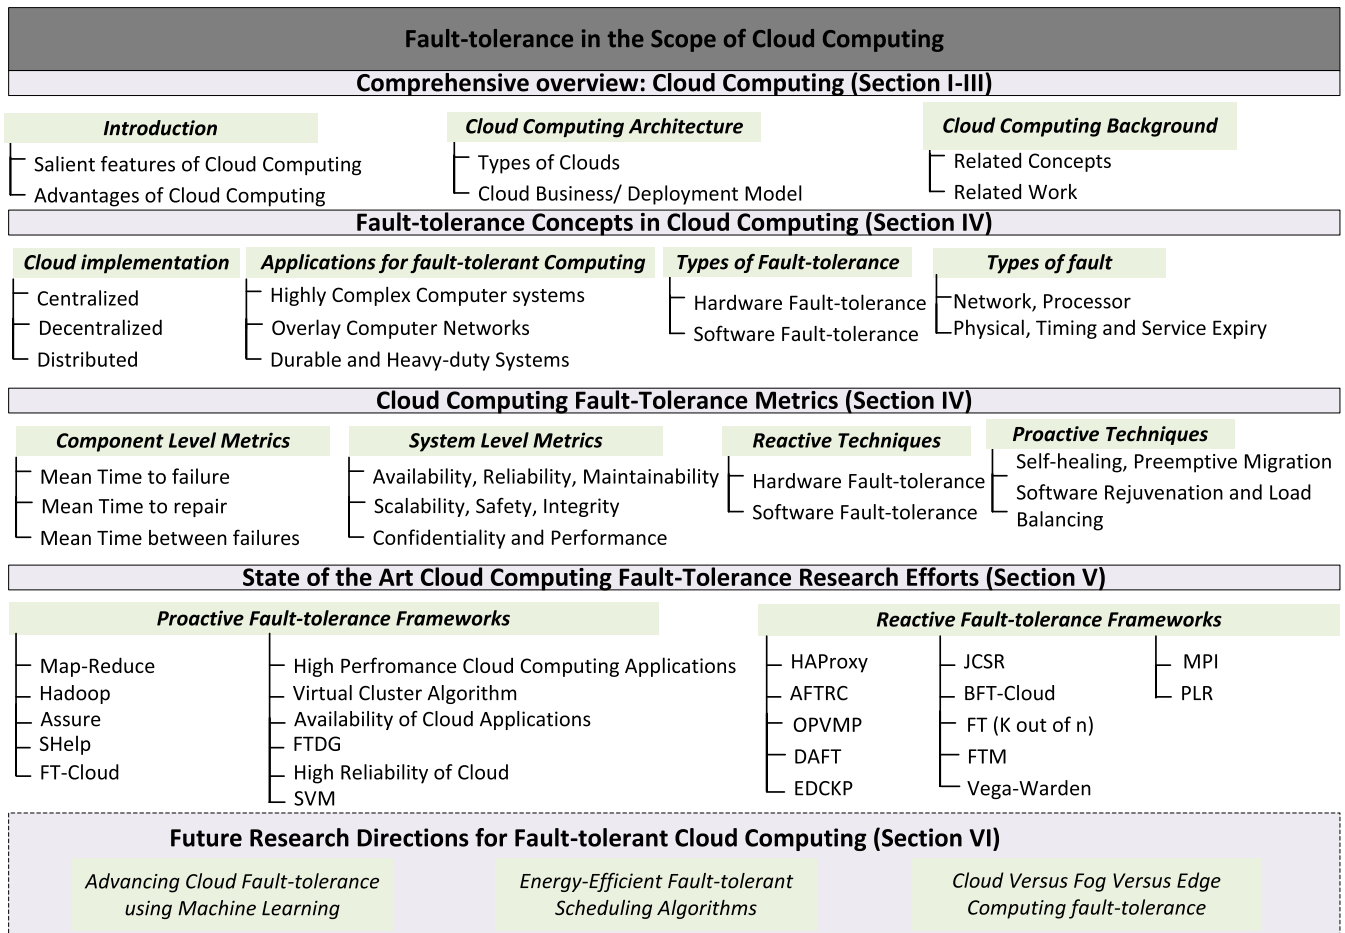 Fault-tolerance in the Scope of Cloud Computing
Comprehensive overview: Cloud Computing (Section I-III)
Introduction
Salient features of Cloud Computing
Advantages of Cloud Computing
Cloud Computing Architecture
Types of Clouds
Cloud Business/ Deployment Model
Cloud Computing Background
Related Concepts
Related Work
Fault-tolerance Concepts in Cloud Computing (Section IV)
Cloud implementation
Centralized
Decentralized
Distributed
Applications for fault-tolerant Computing
Highly Complex Computer systems
Overlay Computer Networks
Durable and Heavy-duty Systems
Types of Fault-tolerance
Hardware Fault-tolerance
Software Fault-tolerance
Types of fault
Network, Processor
Physical, Timing and Service Expiry
Cloud Computing Fault-Tolerance Metrics (Section IV)
Component Level Metrics
Mean Time to failure
Mean Time to repair
Mean Time between failures
System Level Metrics
Availability, Reliability, Maintainability
Scalability, Safety, Integrity
Confidentiality and Performance
Reactive Techniques
Hardware Fault-tolerance
Software Fault-tolerance
Proactive Techniques
Self-healing, Preemptive Migration
Software Rejuvenation and Load
Balancing
State of the Art Cloud Computing Fault-Tolerance Research Efforts (Section V)
Proactive Fault-tolerance Frameworks
Map-Reduce
Hadoop
Assure
SHelp
FT-Cloud
High Perfromance Cloud Computing Applications
Virtual Cluster Algorithm
Availability of Cloud Applications
FTDG
High Reliability of Cloud
SVM
Reactive Fault-tolerance Frameworks
HAProxy
AFTRC
OPVMP
DAFT
EDCKP
JCSR
BFT-Cloud
FT (K out of n)
FTM
Vega-Warden
MPI
PLR
Future Research Directions for Fault-tolerant Cloud Computing (Section VI)
Advancing Cloud Fault-tolerance
using Machine Learning
Energy-Efficient Fault-tolerant
Scheduling Algorithms
Cloud Versus Fog Versus Edge
Computing fault-tolerance